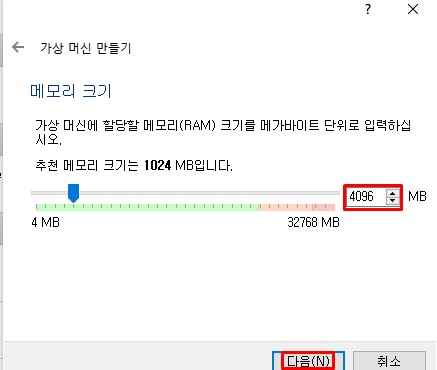 ?
가상 머신 만들기
메모리 크기
가상 머신에 할당할 메모리(RAM) 크기를 메가바이트 단위로 입력하십
시오.
추천 메모리 크기는 1024 MB입니다.
4096 MB
4 MB 32768 MB
다음(N) 취소